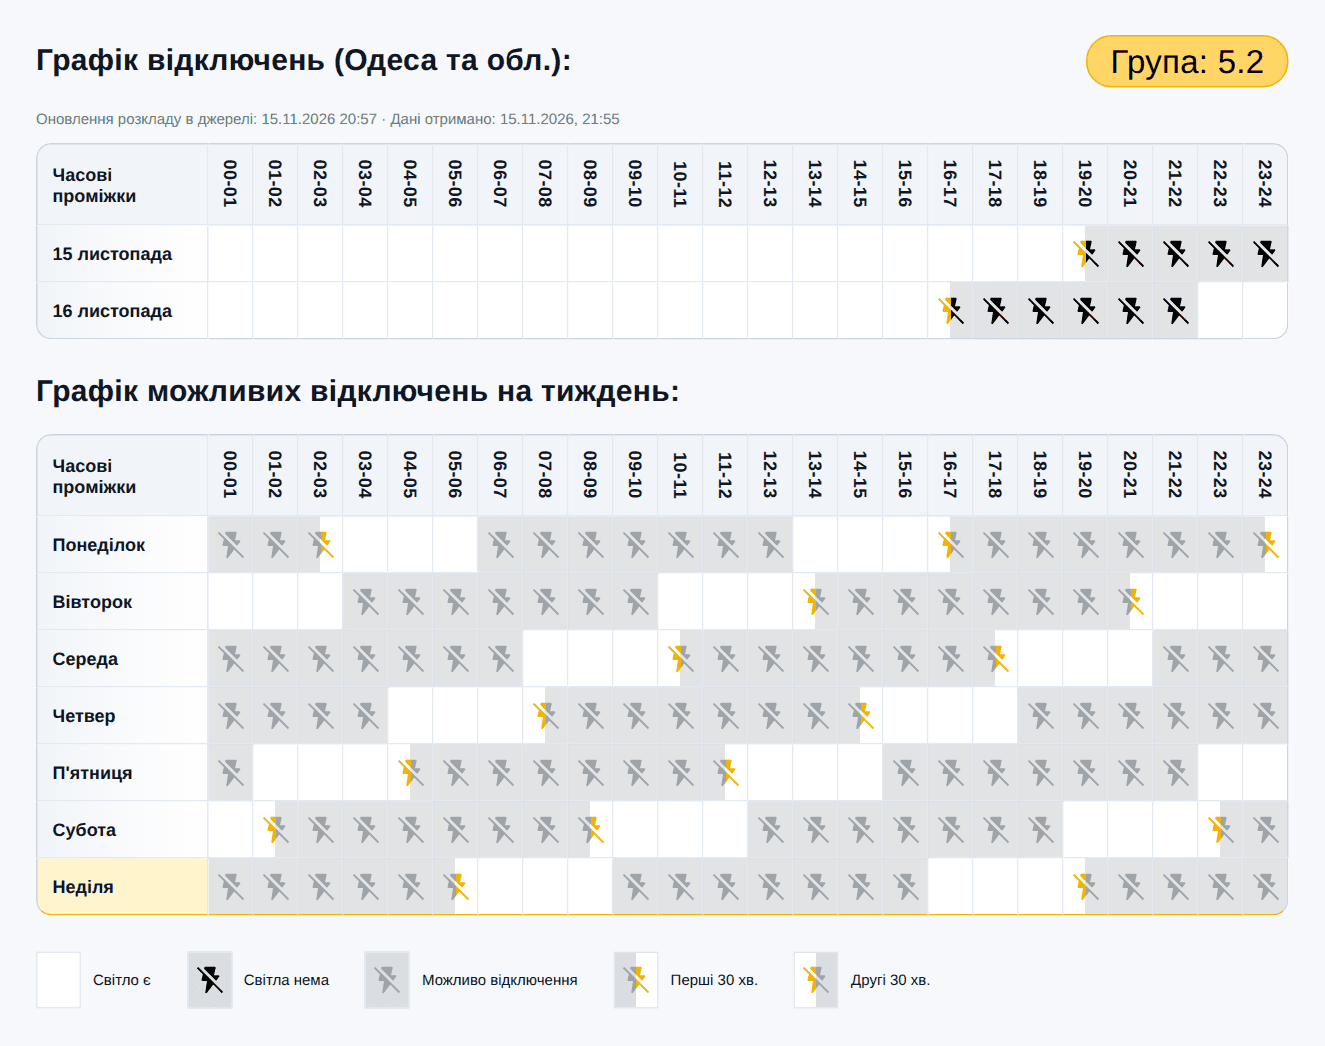 Графік відключень (Одеса та обл.):
Група: 5.2
Оновлення розкладу в джерелі: 15.11.2026 20:57 · Дані отримано: 15.11.2026, 21:55
Часові
проміжки
00-01
01-02
02-03
03-04
04-05
05-06
06-07
07-08
08-09
09-10
10-11
11-12
12-13
13-14
14-15
15-16
16-17
17-18
18-19
19-20
20-21
21-22
22-23
23-24
15 листопада
16 листопада
Графік можливих відключень на тиждень:
Часові
проміжки
00-01
01-02
02-03
03-04
04-05
05-06
06-07
07-08
08-09
09-10
10-11
11-12
12-13
13-14
14-15
15-16
16-17
17-18
18-19
19-20
20-21
21-22
22-23
23-24
Понеділок
Вівторок
Середа
Четвер
П'ятниця
Субота
Неділя
Світло є
Світла нема
Можливо відключення
Перші 30 хв.
Другі 30 хв.